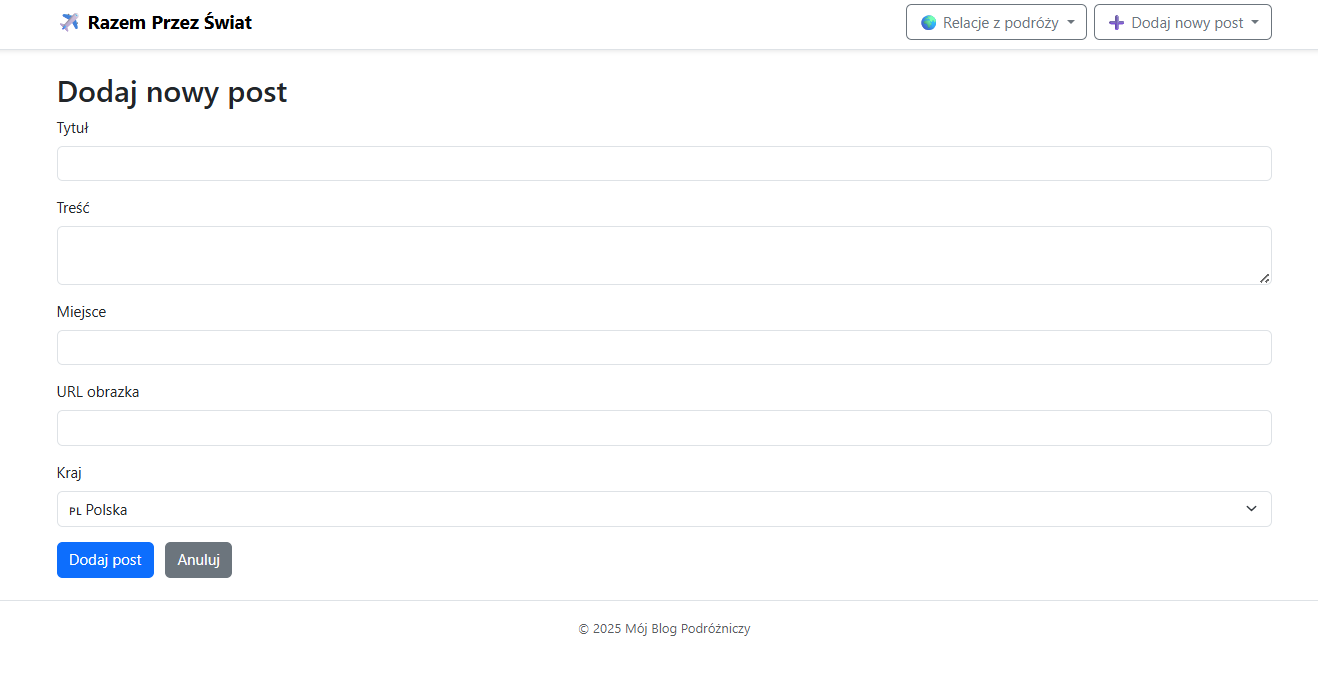 Razem Przez Świat
Relacje z podróży
Dodaj nowy post
Dodaj nowy post
Tytuł
Treść
Miejsce
URL obrazka
Kraj
PL Polska
Dodaj post
Anuluj
© 2025 Mój Blog Podróżniczy